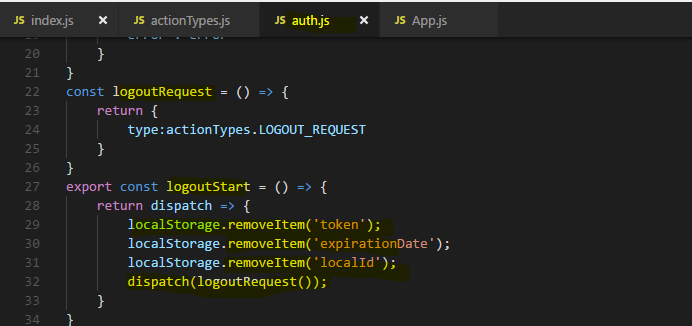 JS index.js × JS actionTypes.js JS auth.js × JS App.js
20 }
21 }
22 const logoutRequest = () => {
23 return {
24 type:actionTypes.LOGOUT_REQUEST
25 }
26 }
27 export const logoutStart = () => {
28 return dispatch => {
29 localStorage.removeItem('token');
30 localStorage.removeItem('expirationDate');
31 localStorage.removeItem('localId');
32 dispatch(logoutRequest());
33 }
34 }